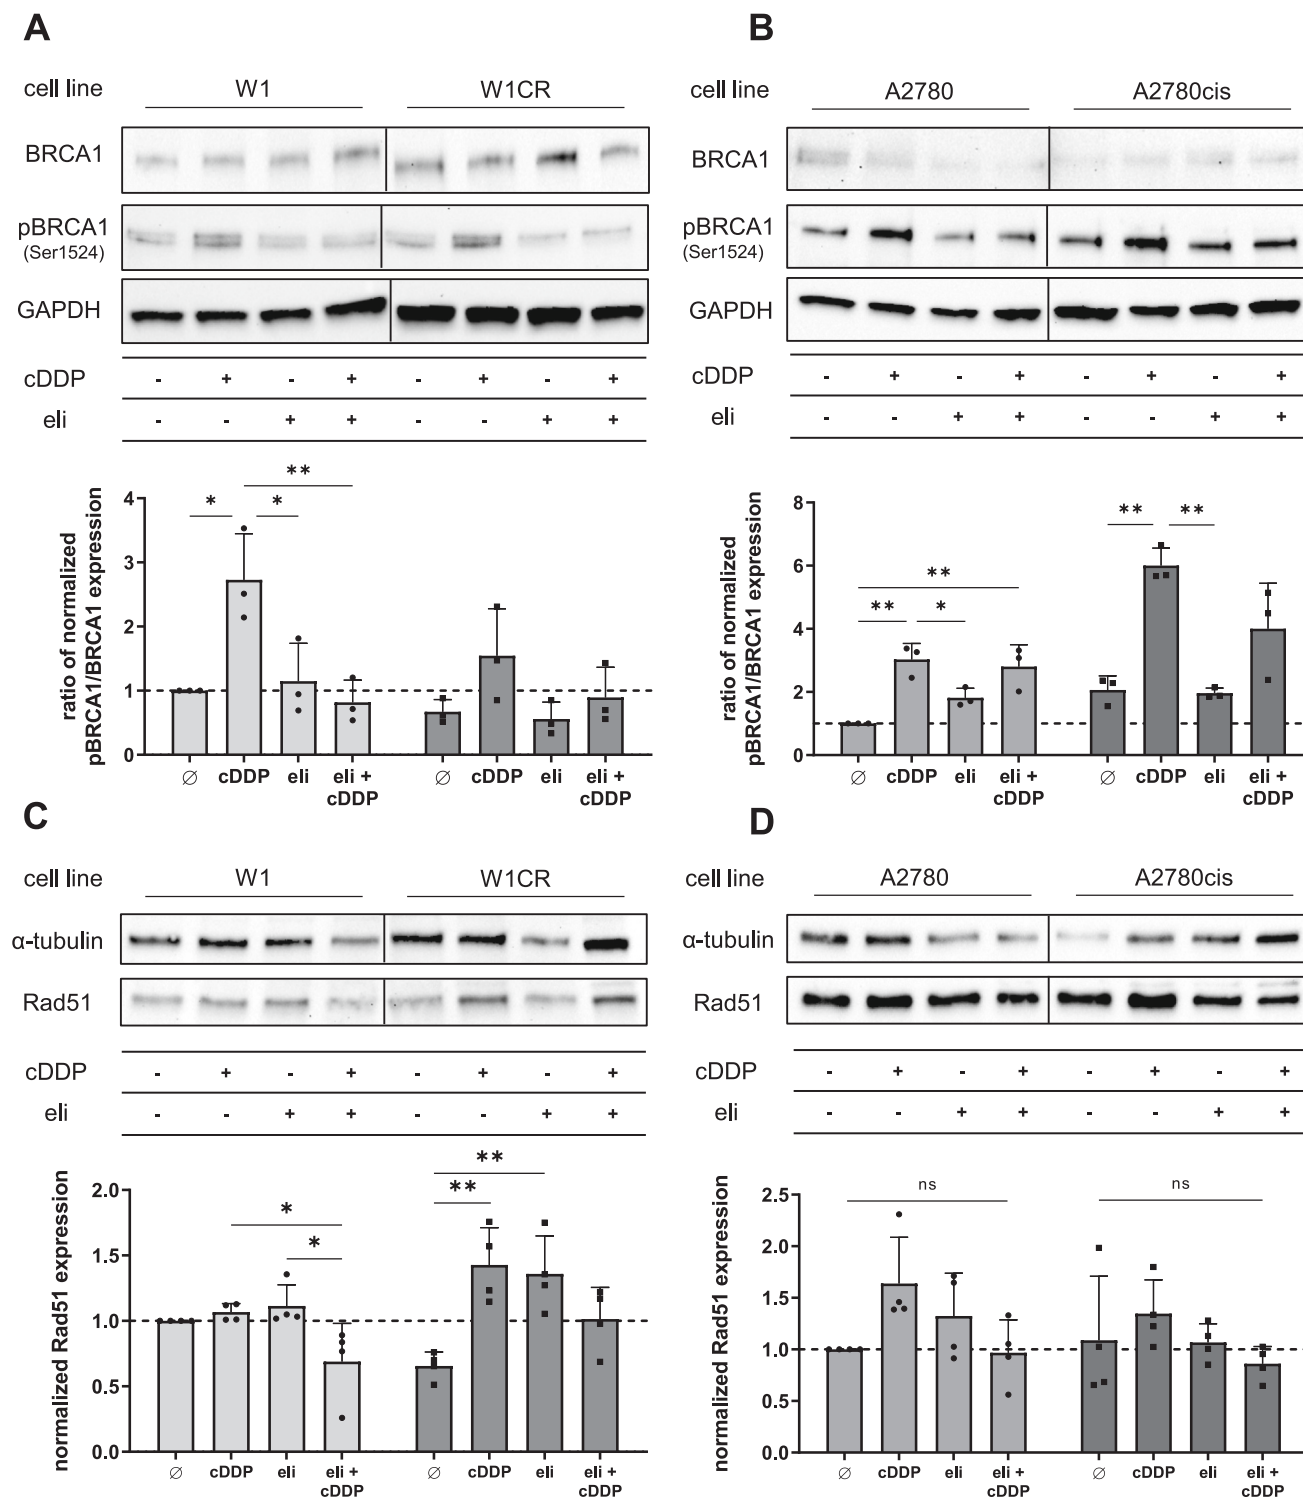 A
cell line W1 W1CR
BRCA1
pBRCA1
(Ser1524)
GAPDH
cDDP - + - + - + - +
eli - - + + - - + +
ratio of normalized
pBRCA1/BRCA1 expression
4
3
2
1
0
* * **
∅ cDDP eli eli + cDDP ∅ cDDP eli eli + cDDP
B
cell line A2780 A2780cis
BRCA1
pBRCA1
(Ser1524)
GAPDH
cDDP - + - + - + - +
eli - - + + - - + +
ratio of normalized
pBRCA1/BRCA1 expression
8
6
4
2
0
** * ** ** **
∅ cDDP eli eli + cDDP ∅ cDDP eli eli + cDDP
C
cell line W1 W1CR
α-tubulin
Rad51
cDDP - + - + - + - +
eli - - + + - - + +
normalized Rad51 expression
2.0
1.5
1.0
0.5
0.0
* * ** **
∅ cDDP eli eli + cDDP ∅ cDDP eli eli + cDDP
D
cell line A2780 A2780cis
α-tubulin
Rad51
cDDP - + - + - + - +
eli - - + + - - + +
normalized Rad51 expression
2.5
2.0
1.5
1.0
0.5
0.0
ns ns
∅ cDDP eli eli + cDDP ∅ cDDP eli eli + cDDP